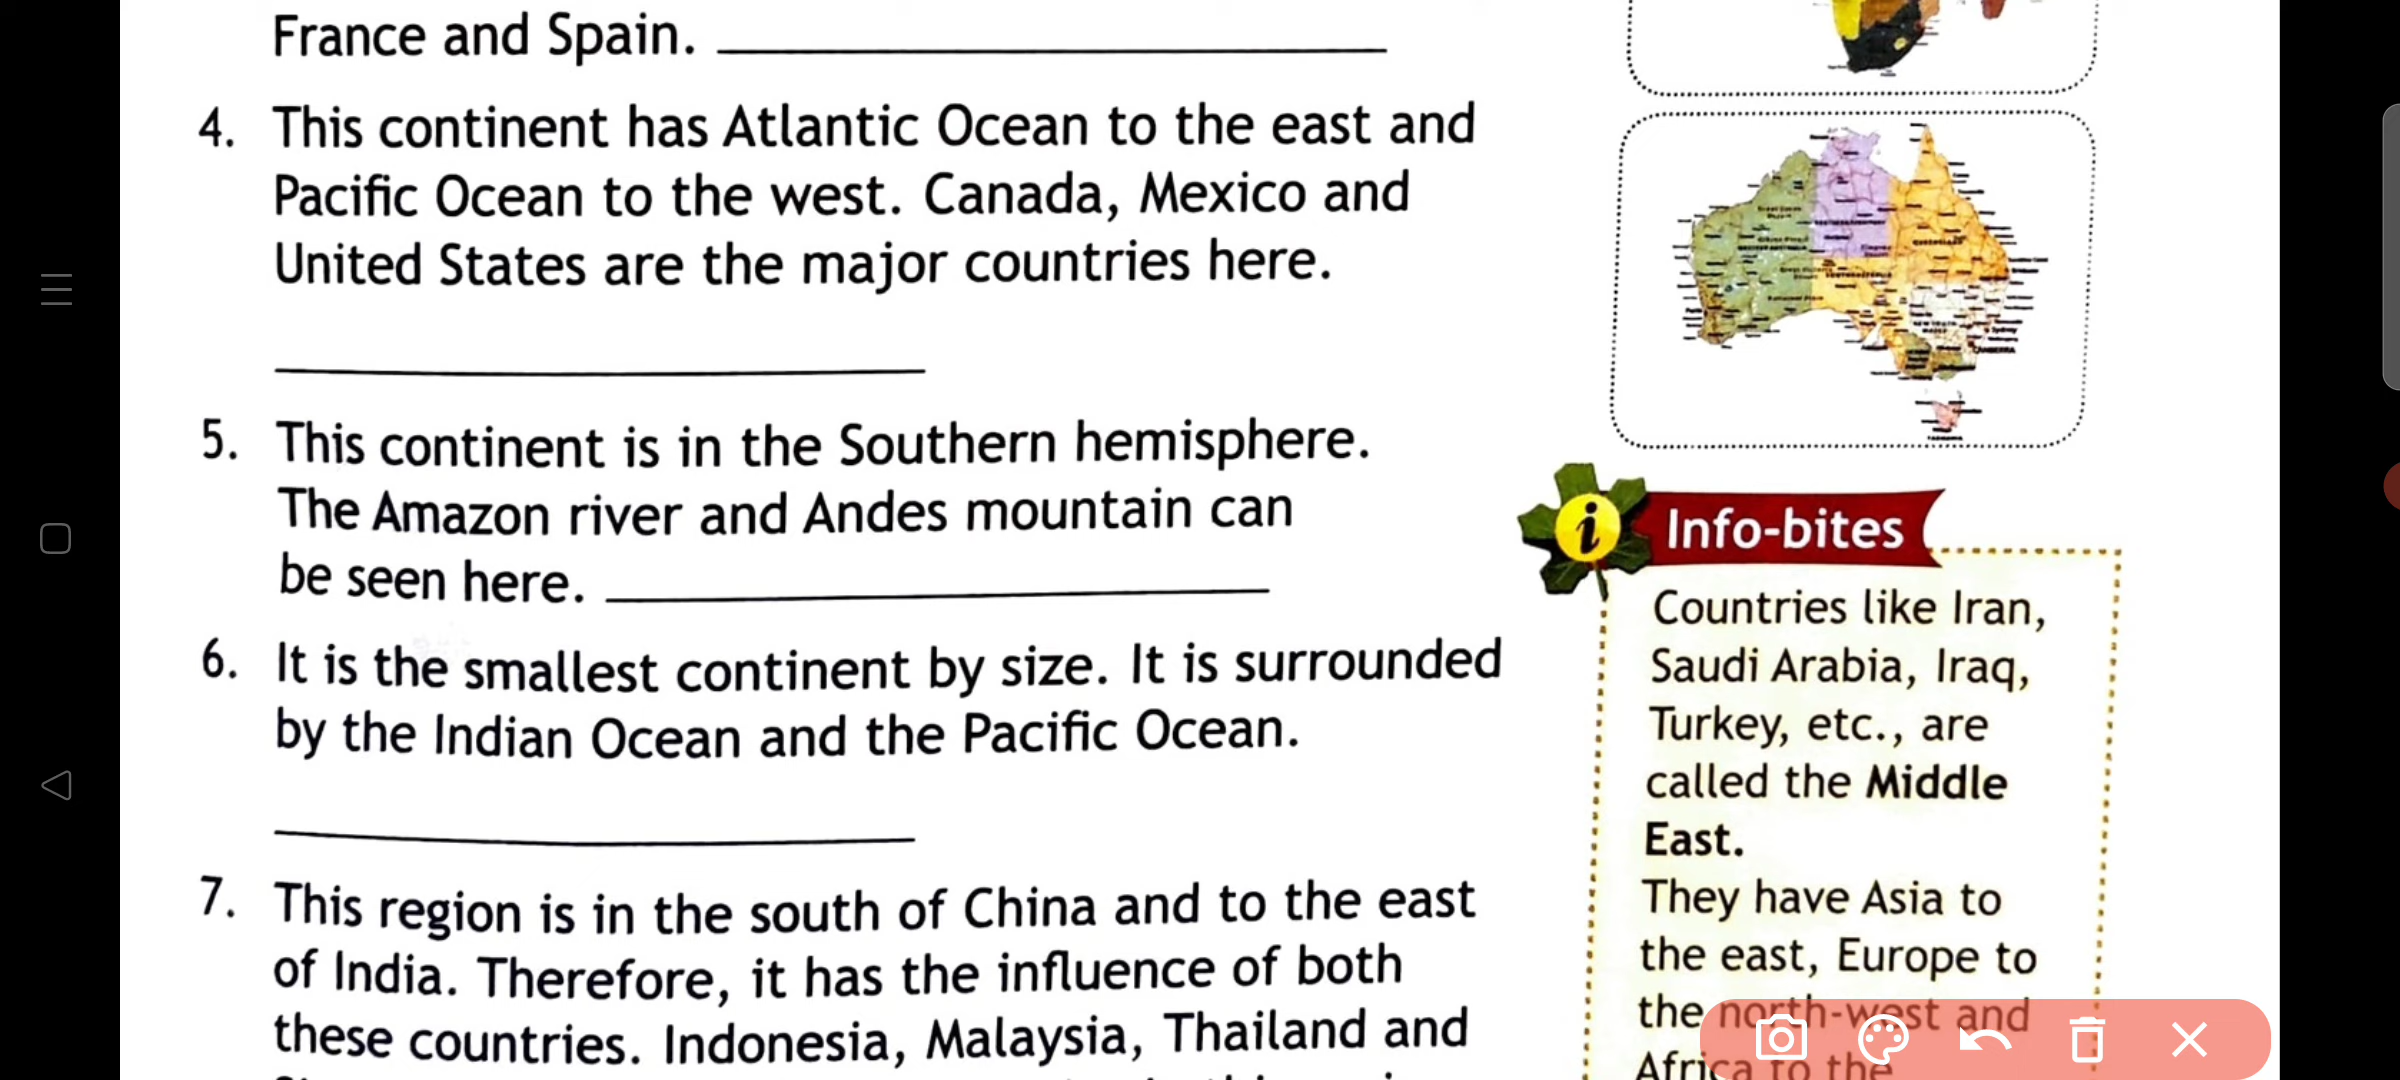 France and Spain.
4. This continent has Atlantic Ocean to the east and
Pacific Ocean to the west. Canada, Mexico and
United States are the major countries here.
5. This continent is in the Southern hemisphere.
The Amazon river and Andes mountain can
be seen here.
6. It is the smallest continent by size. It is surrounded
by the Indian Ocean and the Pacific Ocean.
7. This region is in the south of China and to the east
of India. Therefore, it has the influence of both
these countries. Indonesia, Malaysia, Thailand and
i Info-bites
Countries like Iran,
Saudi Arabia, Iraq,
Turkey, etc., are
called the Middle
East.
They have Asia to
the east, Europe to
the north-west and
Africa to the